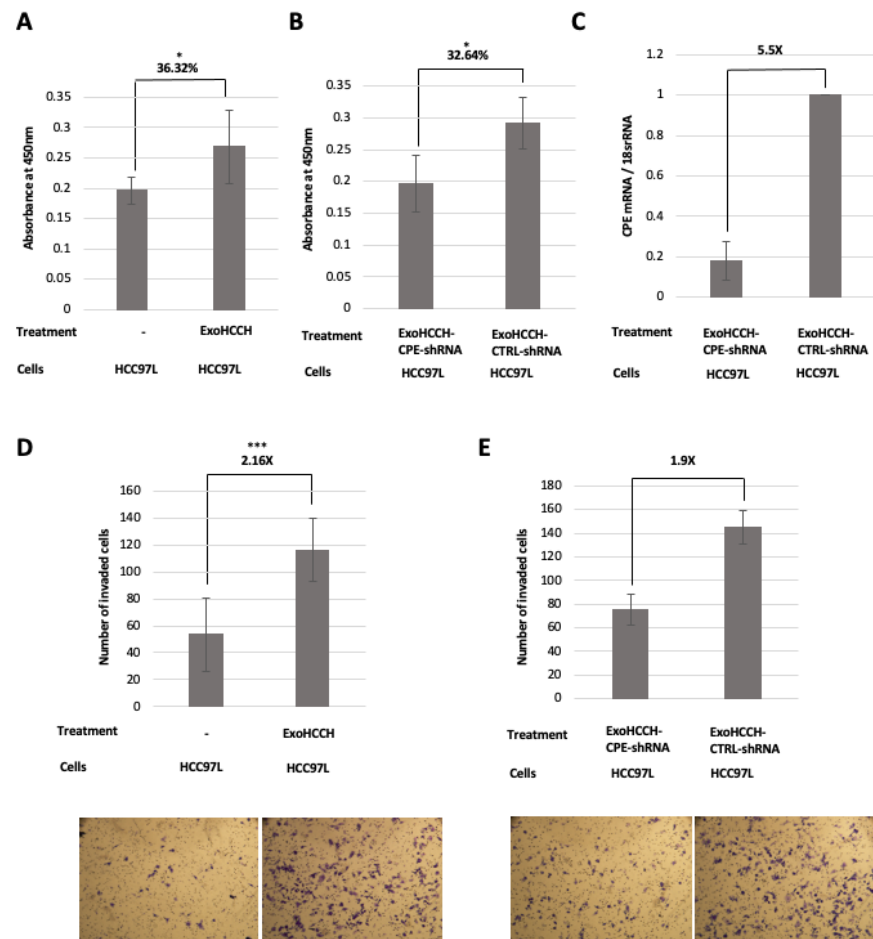 A
*
36.32%
Absorbance at 450nm
0.35
0.3
0.25
0.2
0.15
0.1
0.05
0
Treatment - ExoHCCH
Cells HCC97L HCC97L
B
*
32.64%
Absorbance at 450nm
0.35
0.3
0.25
0.2
0.15
0.1
0.05
0
Treatment ExoHCCH- ExoHCCH-
CPE-shRNA CTRL-shRNA
Cells HCC97L HCC97L
C
5.5X
CPE mRNA / 18srRNA
1.2
1
0.8
0.6
0.4
0.2
0
Treatment ExoHCCH- ExoHCCH-
CPE-shRNA CTRL-shRNA
Cells HCC97L HCC97L
D
***
2.16X
Number of invaded cells
160
140
120
100
80
60
40
20
0
Treatment - ExoHCCH
Cells HCC97L HCC97L
E
1.9X
Number of invaded cells
180
160
140
120
100
80
60
40
20
0
Treatment ExoHCCH- ExoHCCH-
CPE-shRNA CTRL-shRNA
Cells HCC97L HCC97L